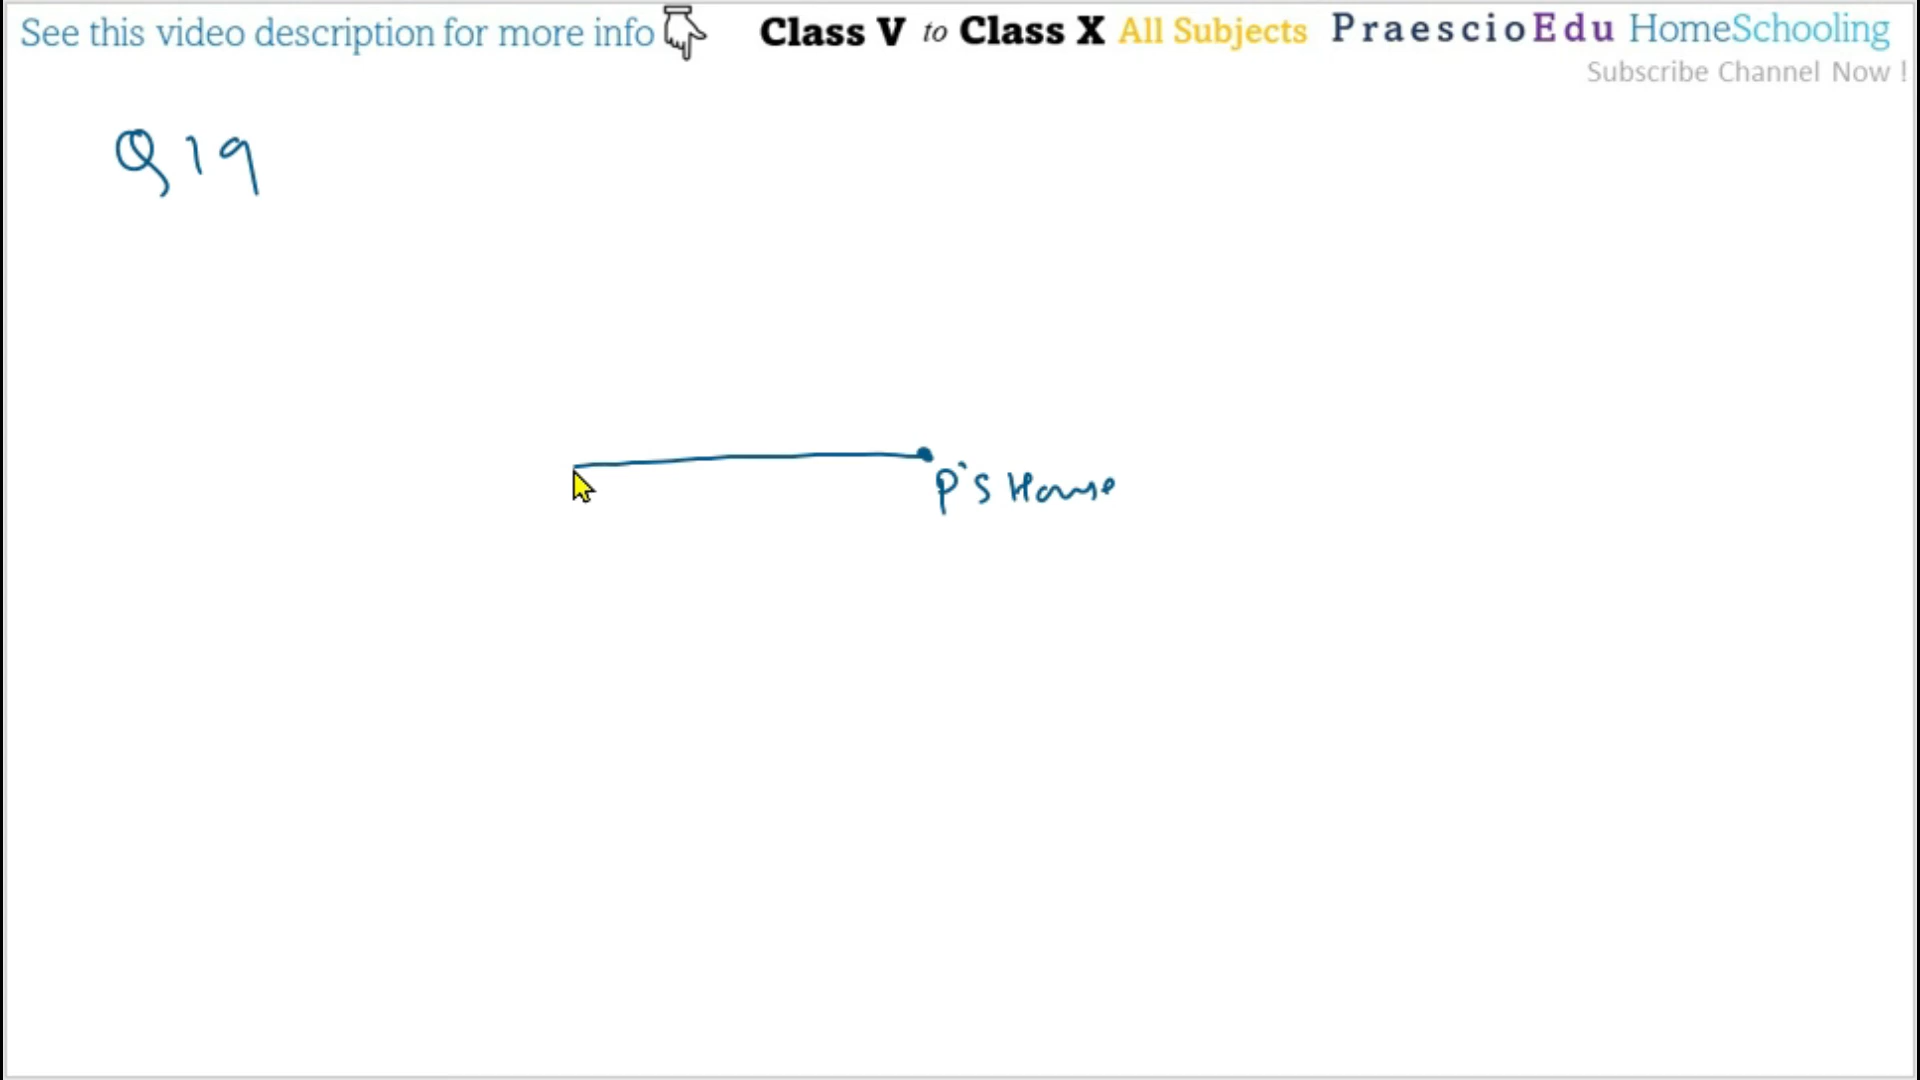 See this video description for more info Class V to Class X All Subjects PraescioEdu HomeSchooling
Subscribe Channel Now !
Q19
P's House